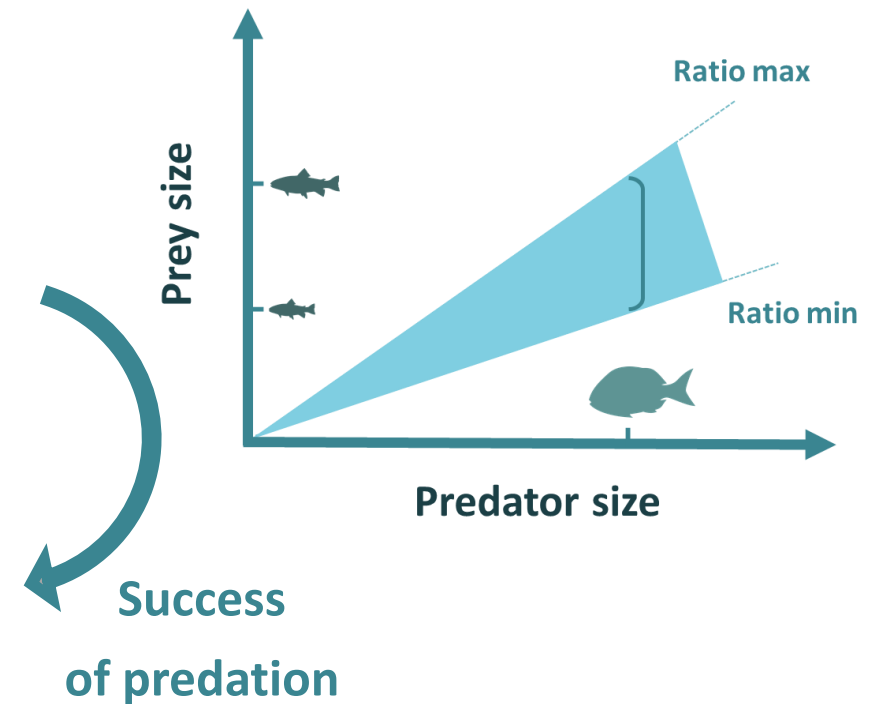 Ratio max
Prey size
Ratio min
Predator size
Success
of predation